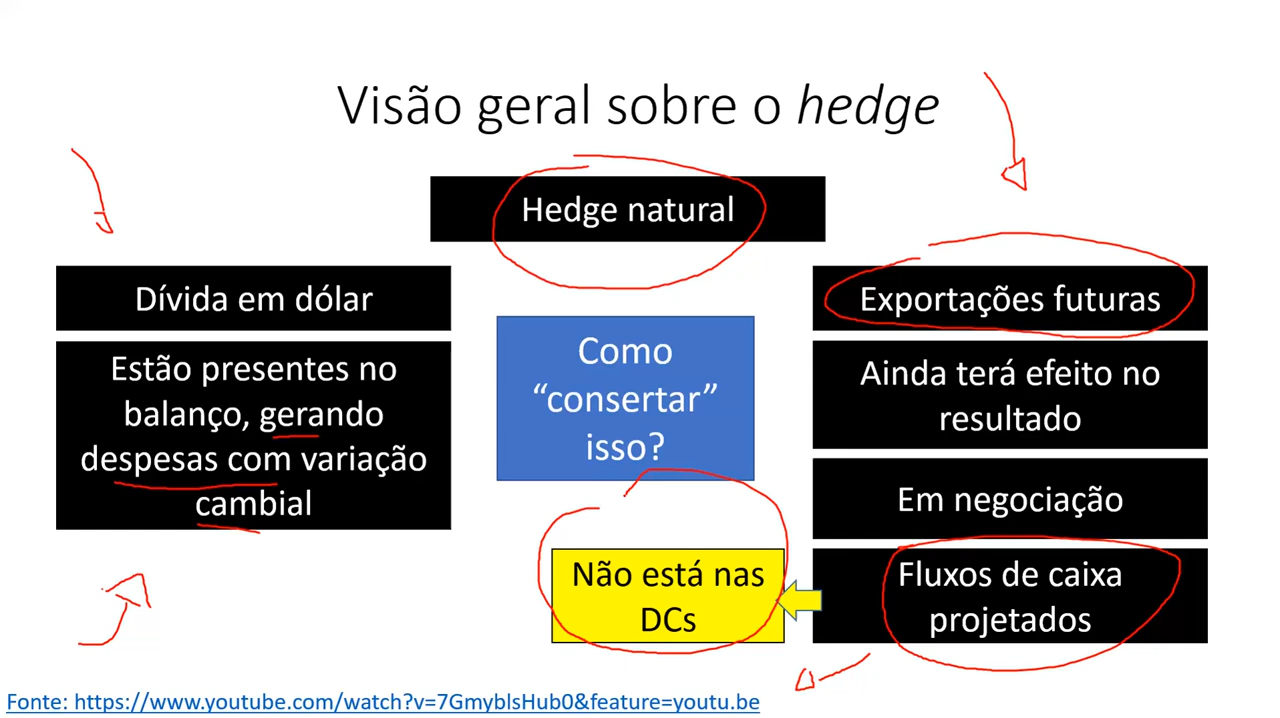 Visão geral sobre o hedge
Hedge natural
Dívida em dólar
Estão presentes no
balanço, gerando
despesas com variação
cambial
Como
“consertar”
isso?
Não está nas
DCs
Exportações futuras
Ainda terá efeito no
resultado
Em negociação
Fluxos de caixa
projetados
Fonte: https://www.youtube.com/watch?v=7GmyblsHub0&feature=youtu.be